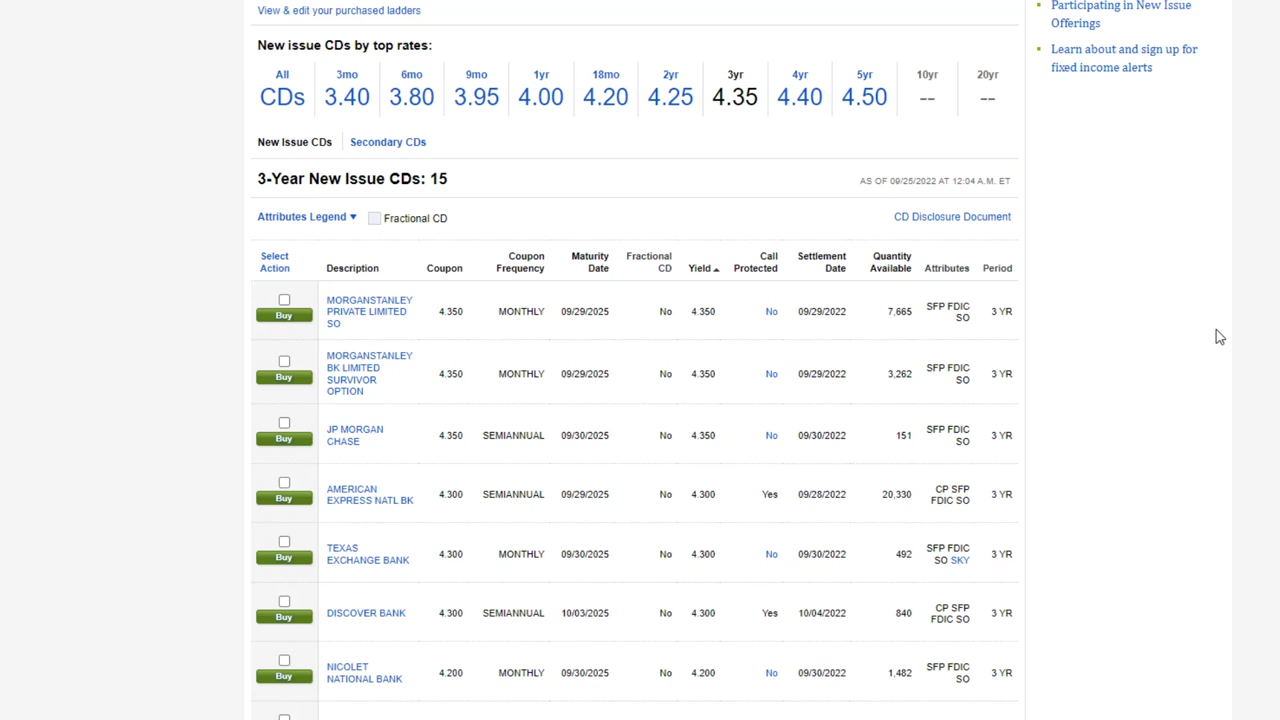 View & edit your purchased ladders
Participating in New Issue
Offerings
Learn about and sign up for
fixed income alerts
New issue CDs by top rates:
All 3mo 6mo 9mo 1yr 18mo 2yr 3yr 4yr 5yr 10yr 20yr
CDs 3.40 3.80 3.95 4.00 4.20 4.25 4.35 4.40 4.50 -- --
New Issue CDs Secondary CDs
3-Year New Issue CDs: 15
AS OF 09/25/2022 AT 12:04 A.M. ET
Attributes Legend Fractional CD
CD Disclosure Document
Select Action Description Coupon Coupon Frequency Maturity Date Fractional CD Yield Call Protected Settlement Date Quantity Available Attributes Period
Buy MORGANSTANLEY PRIVATE LIMITED SO 4.350 MONTHLY 09/29/2025 No 4.350 No 09/29/2022 7,665 SFP FDIC SO 3 YR
Buy MORGANSTANLEY BK LIMITED SURVIVOR OPTION 4.350 MONTHLY 09/29/2025 No 4.350 No 09/29/2022 3,262 SFP FDIC SO 3 YR
Buy JP MORGAN CHASE 4.350 SEMIANNUAL 09/30/2025 No 4.350 No 09/30/2022 151 SFP FDIC SO 3 YR
Buy AMERICAN EXPRESS NATL BK 4.300 SEMIANNUAL 09/29/2025 No 4.300 Yes 09/28/2022 20,330 CP SFP FDIC SO 3 YR
Buy TEXAS EXCHANGE BANK 4.300 MONTHLY 09/30/2025 No 4.300 No 09/30/2022 492 SFP FDIC SO SKY 3 YR
Buy DISCOVER BANK 4.300 SEMIANNUAL 10/03/2025 No 4.300 Yes 10/04/2022 840 CP SFP FDIC SO 3 YR
Buy NICOLET NATIONAL BANK 4.200 MONTHLY 09/30/2025 No 4.200 No 09/30/2022 1,482 SFP FDIC SO 3 YR